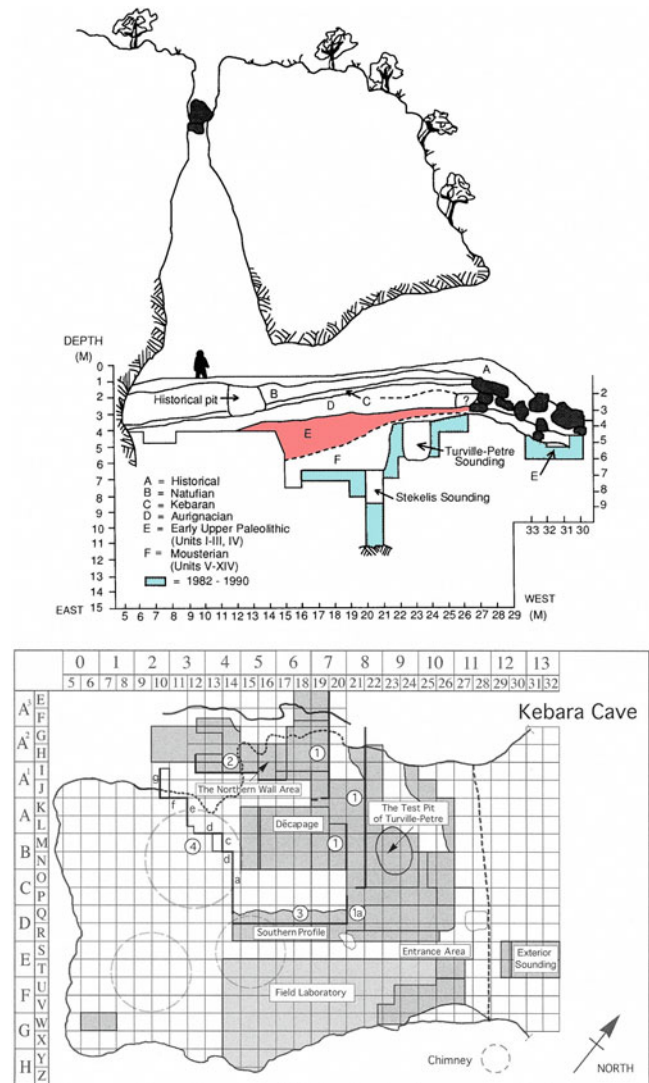 DEPTH
(M)
0
1
2
3
4
5
6
7
8
9
10
11
12
13
14
15
Historical pit
B
C
D
E
F
A
?
Turville-Petre
Sounding
Stekelis Sounding
E
2
3
4
5
6
7
8
9
33 32 31 30
A = Historical
B = Natufian
C = Kebaran
D = Aurignacian
E = Early Upper Paleolithic
(Units I-III, IV)
F = Mousterian
(Units V-XIV)
= 1982 - 1990
EAST
5 6 7 8 9 10 11 12 13 14 15 16 17 18 19 20 21 22 23 24 25 26 27 28 29
WEST
(M)
0 1 2 3 4 5 6 7 8 9 10 11 12 13
5 6 7 8 9 10 11 12 13 14 15 16 17 18 19 20 21 22 23 24 25 26 27 28 29 30 31 32
A³ E
F
A² G
H
A¹ I
J
A K
L
B M
N
C O
P
D Q
R
E S
T
F U
V
G W
X
H Y
Z
Kebara Cave
2
1
The Northern Wall Area
g
f
e
d
d
c
c
a
4
1
Dēcapage
1
The Test Pit
of Turville-Petre
3
1a
Southern Profile
Entrance Area
Exterior
Sounding
Field Laboratory
Chimney
NORTH